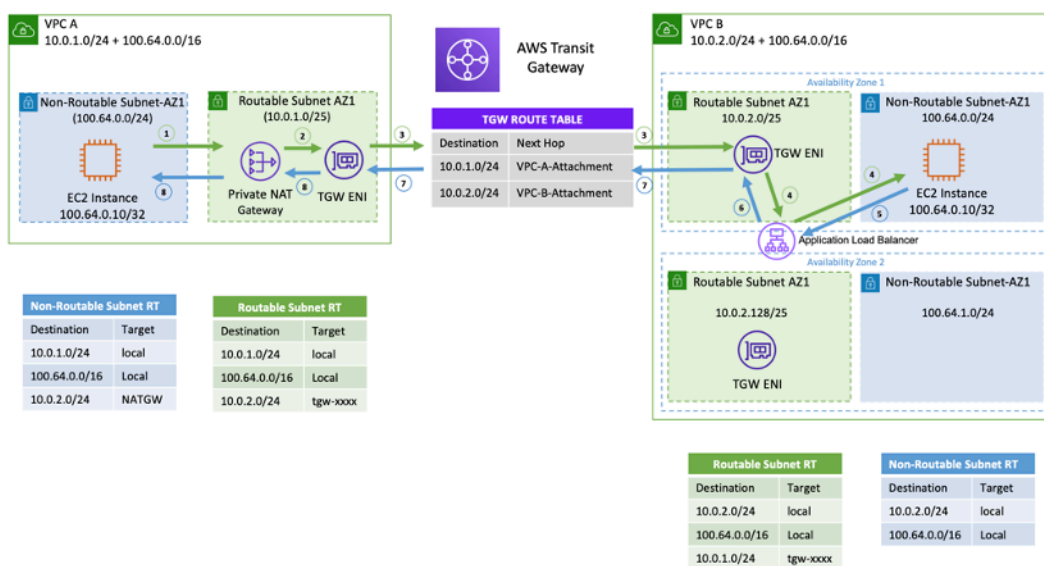 VPC A
10.0.1.0/24 + 100.64.0.0/16
Non-Routable Subnet-AZ1
(100.64.0.0/24)
1
8
EC2 Instance
100.64.0.10/32
Routable Subnet AZ1
(10.0.1.0/25)
2
8
Private NAT
Gateway
TGW ENI
3
7
AWS Transit
Gateway
TGW ROUTE TABLE
Destination Next Hop
10.0.1.0/24 VPC-A-Attachment
10.0.2.0/24 VPC-B-Attachment
3
7
VPC B
10.0.2.0/24 + 100.64.0.0/16
Availability Zone 1
Routable Subnet AZ1
10.0.2.0/25
TGW ENI
6
4
Non-Routable Subnet-AZ1
100.64.0.0/24
4
5
EC2 Instance
100.64.0.10/32
Application Load Balancer
Availability Zone 2
Routable Subnet AZ1
10.0.2.128/25
TGW ENI
Non-Routable Subnet-AZ1
100.64.1.0/24
Non-Routable Subnet RT
Destination Target
10.0.1.0/24 local
100.64.0.0/16 Local
10.0.2.0/24 NATGW
Routable Subnet RT
Destination Target
10.0.1.0/24 local
100.64.0.0/16 Local
10.0.2.0/24 tgw-xxxx
Routable Subnet RT
Destination Target
10.0.2.0/24 local
100.64.0.0/16 Local
10.0.1.0/24 tgw-xxxx
Non-Routable Subnet RT
Destination Target
10.0.2.0/24 local
100.64.0.0/16 Local